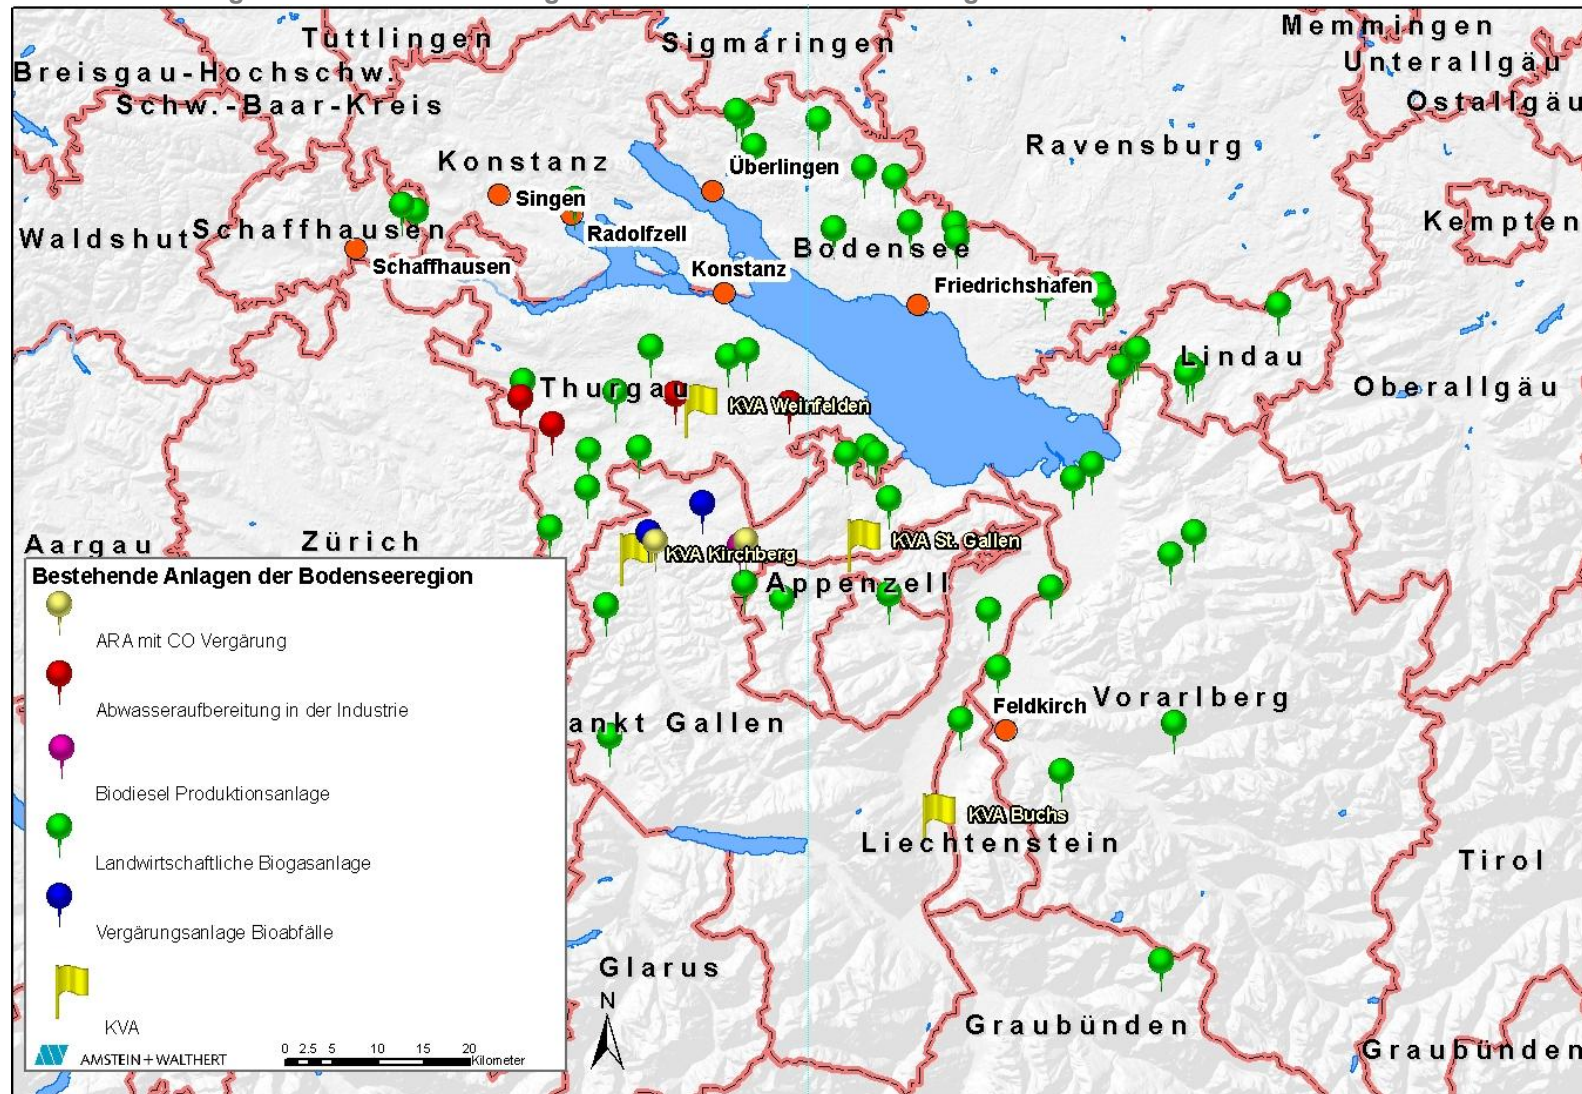 Tuttlingen
Sigmaringen
Memmingen
Breisgau-Hochschw.
Unterallgäu
Schw.-Baar-Kreis
Ostallgäu
Konstanz
Ravensburg
Überlingen
Singen
Kempten
Waldshut
Schaffhausen
Radolfzell
Bodensee
Schaffhausen
Konstanz
Friedrichshafen
Lindau
Thurgau
Oberallgäu
KVA Weinfelden
Aargau
Zürich
KVA St. Gallen
KVA Kirchberg
Appenzell
Bestehende Anlagen der Bodenseeregion
ARA mit CO Vergärung
Abwasseraufbereitung in der Industrie
Biodiesel Produktionsanlage
Landwirtschaftliche Biogasanlage
Vergärungsanlage Bioabfälle
KVA
AMSTEIN+WALTHERT
0 2.5 5 10 15 20
Kilometer
ankt Gallen
Feldkirch
Vorarlberg
KVA Buchs
Liechtenstein
Tirol
Glarus
N
Graubünden
Graubünden